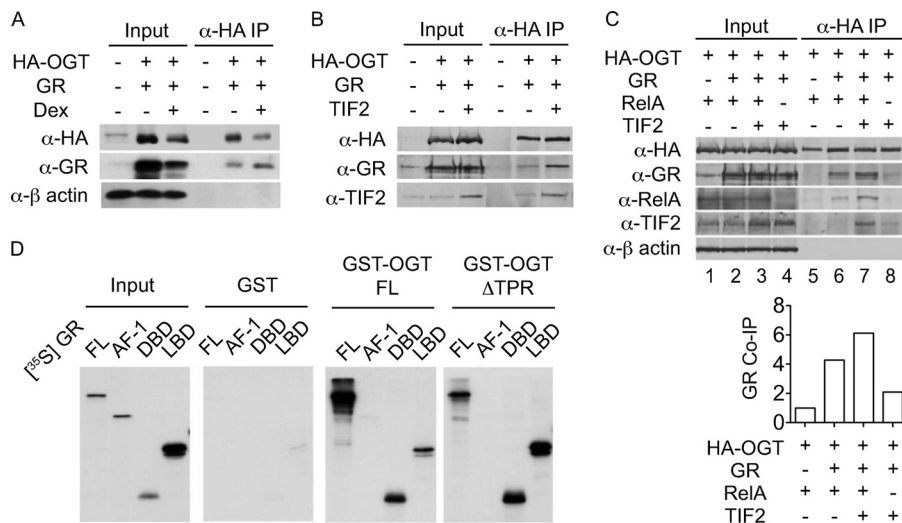 A
Input α-HA IP
HA-OGT - + + - + +
GR - + + - + +
Dex - - + - - +
α-HA
α-GR
α-β actin
B
Input α-HA IP
HA-OGT - + + - + +
GR - + + - + +
TIF2 - - + - - +
α-HA
α-GR
α-TIF2
C
Input α-HA IP
HA-OGT + + + + + + + +
GR - + + + - + + +
RelA + + + - + + + -
TIF2 - - + + - - + +
α-HA
α-GR
α-RelA
α-TIF2
α-β actin
1 2 3 4 5 6 7 8
GR Co-IP
8
6
4
2
0
HA-OGT + + + +
GR - + + +
RelA + + + -
TIF2 - - + +
D
Input GST GST-OGT FL GST-OGT ΔTPR
[35S] GR FL AF-1 DBD LBD FL AF-1 DBD LBD FL AF-1 DBD LBD FL AF-1 DBD LBD